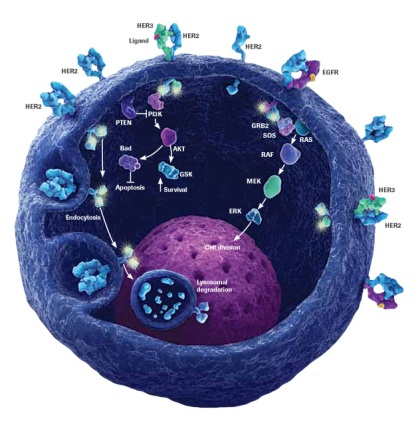 HER3
Ligand
HER2
HER2
EGFR
HER2
HER2
PTEN
PI3K
GRB2
SOS
RAS
Bad
AKT
RAF
GSK
Apoptosis
Survival
MEK
HER3
Endocytosis
ERK
HER2
Cell division
Lysosomal
degradation